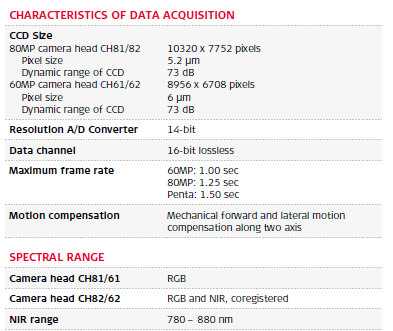 CHARACTERISTICS OF DATA ACQUISITION
CCD Size
80MP camera head CH81/82 10320 x 7752 pixels
Pixel size 5.2 µm
Dynamic range of CCD 73 dB
60MP camera head CH61/62 8956 x 6708 pixels
Pixel size 6 µm
Dynamic range of CCD 73 dB
Resolution A/D Converter 14-bit
Data channel 16-bit lossless
Maximum frame rate 60MP: 1.00 sec
80MP: 1.25 sec
Penta: 1.50 sec
Motion compensation Mechanical forward and lateral motion
compensation along two axis
SPECTRAL RANGE
Camera head CH81/61 RGB
Camera head CH82/62 RGB and NIR, coregistered
NIR range 780 – 880 nm